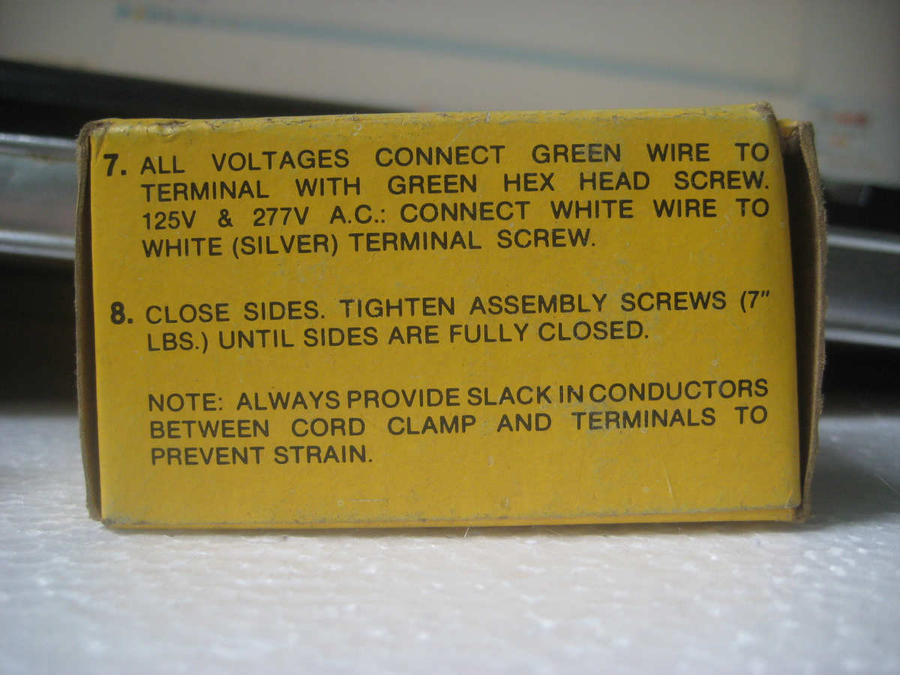 7. ALL VOLTAGES CONNECT GREEN WIRE TO
TERMINAL WITH GREEN HEX HEAD SCREW.
125V & 277V A.C.: CONNECT WHITE WIRE TO
WHITE (SILVER) TERMINAL SCREW.
8. CLOSE SIDES. TIGHTEN ASSEMBLY SCREWS (7"
LBS.) UNTIL SIDES ARE FULLY CLOSED.
NOTE: ALWAYS PROVIDE SLACK IN CONDUCTORS
BETWEEN CORD CLAMP AND TERMINALS TO
PREVENT STRAIN.